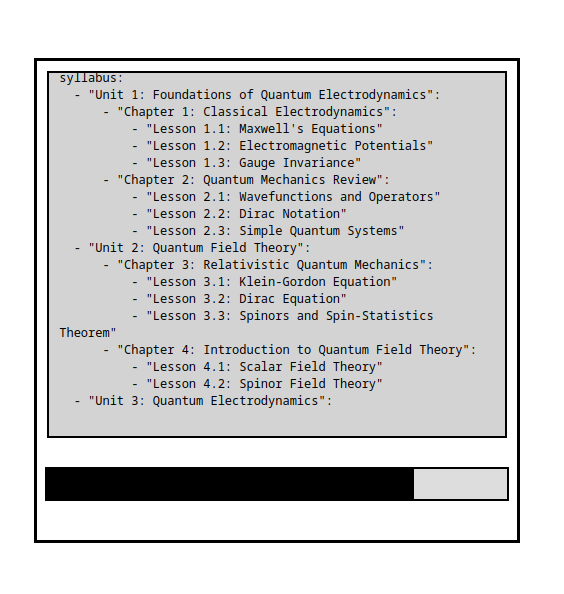 syllabus:
  - "Unit 1: Foundations of Quantum Electrodynamics":
      - "Chapter 1: Classical Electrodynamics":
          - "Lesson 1.1: Maxwell's Equations"
          - "Lesson 1.2: Electromagnetic Potentials"
          - "Lesson 1.3: Gauge Invariance"
      - "Chapter 2: Quantum Mechanics Review":
          - "Lesson 2.1: Wavefunctions and Operators"
          - "Lesson 2.2: Dirac Notation"
          - "Lesson 2.3: Simple Quantum Systems"
  - "Unit 2: Quantum Field Theory":
      - "Chapter 3: Relativistic Quantum Mechanics":
          - "Lesson 3.1: Klein-Gordon Equation"
          - "Lesson 3.2: Dirac Equation"
          - "Lesson 3.3: Spinors and Spin-Statistics
Theorem"
      - "Chapter 4: Introduction to Quantum Field Theory":
          - "Lesson 4.1: Scalar Field Theory"
          - "Lesson 4.2: Spinor Field Theory"
  - "Unit 3: Quantum Electrodynamics":